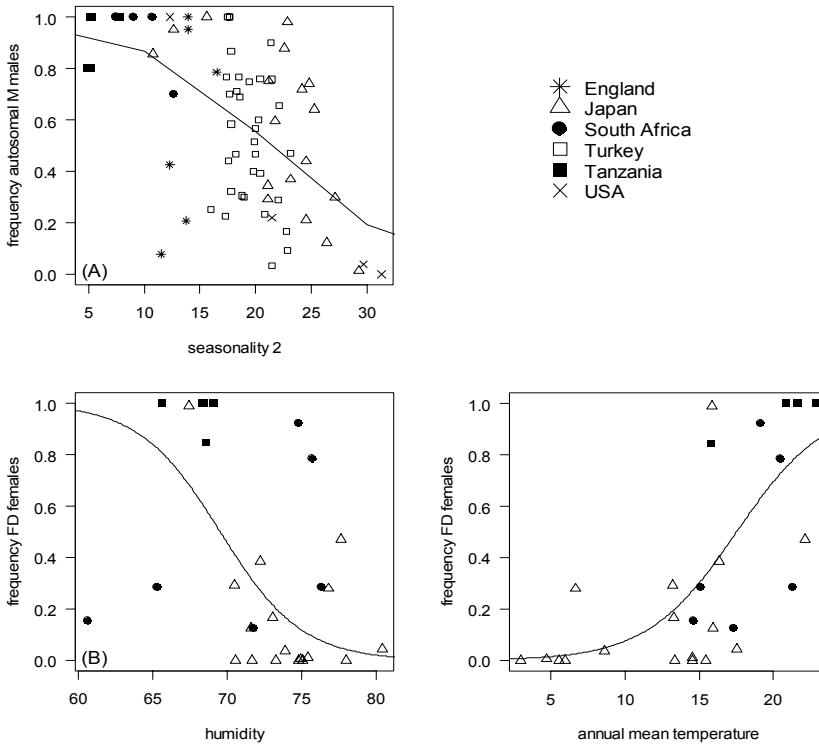 1.0
0.8
0.6
0.4
0.2
0.0
frequency autosomal M males
(A)
5 10 15 20 25 30
seasonality 2
England
Japan
South Africa
Turkey
Tanzania
USA
1.0
0.8
0.6
0.4
0.2
0.0
frequency FD females
(B)
60 65 70 75 80
humidity
1.0
0.8
0.6
0.4
0.2
0.0
frequency FD females
5 10 15 20
annual mean temperature